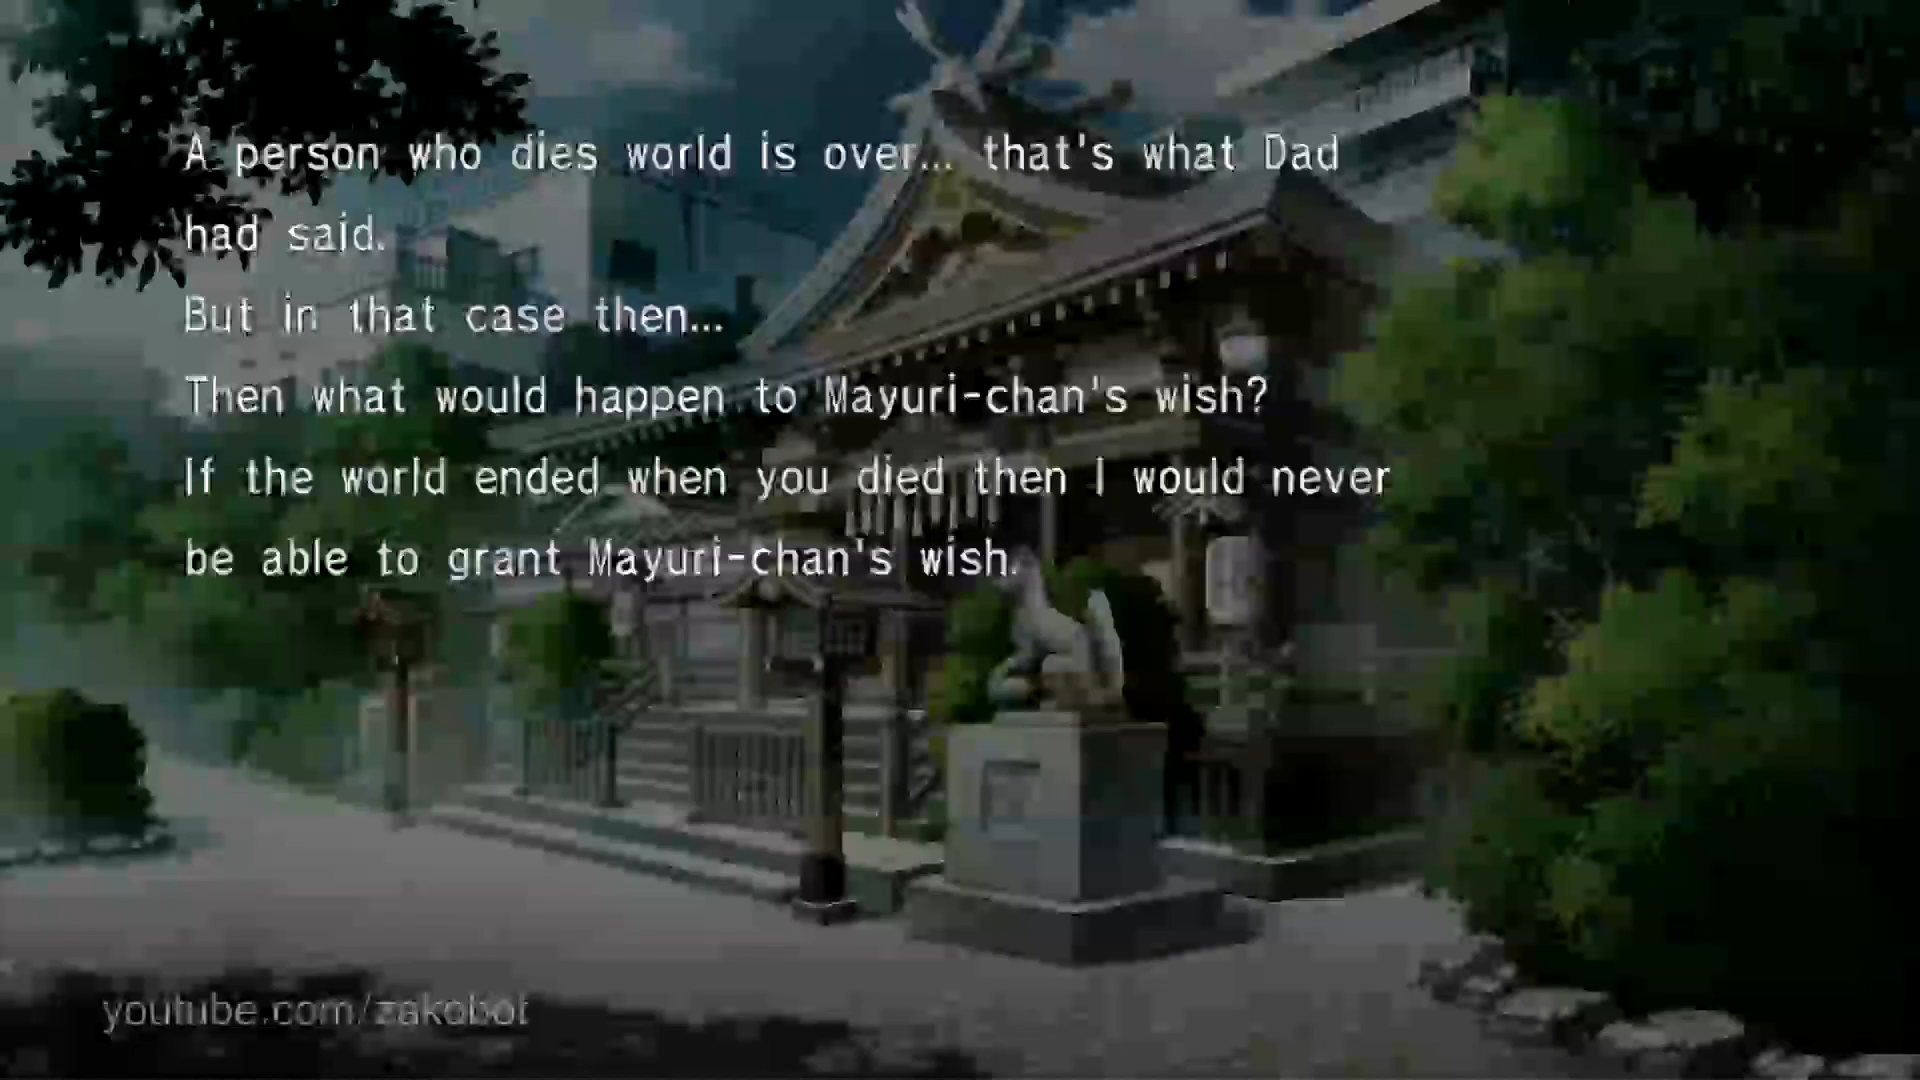 A person who dies world is over... that's what Dad
had said.
But in that case then...
Then what would happen to Mayuri-chan's wish?
If the world ended when you died then I would never
be able to grant Mayuri-chan's wish.
youtube.com/zakobot